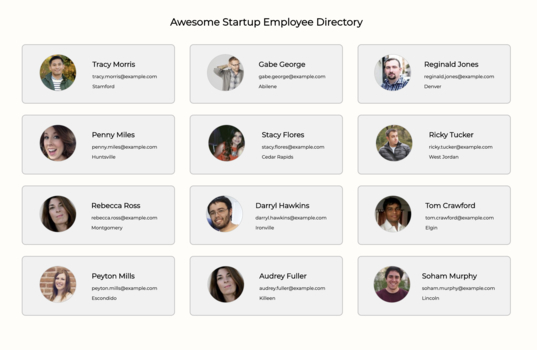 Awesome Startup Employee Directory
Tracy Morris
tracy.morris@example.com
Stamford
Gabe George
gabe.george@example.com
Abilene
Reginald Jones
reginald.jones@example.com
Denver
Penny Miles
penny.miles@example.com
Huntsville
Stacy Flores
stacy.flores@example.com
Cedar Rapids
Ricky Tucker
ricky.tucker@example.com
West Jordan
Rebecca Ross
rebecca.ross@example.com
Montgomery
Darryl Hawkins
darryl.hawkins@example.com
Ironville
Tom Crawford
tom.crawford@example.com
Elgin
Peyton Mills
peyton.mills@example.com
Escondido
Audrey Fuller
audrey.fuller@example.com
Killeen
Soham Murphy
soham.murphy@example.com
Lincoln